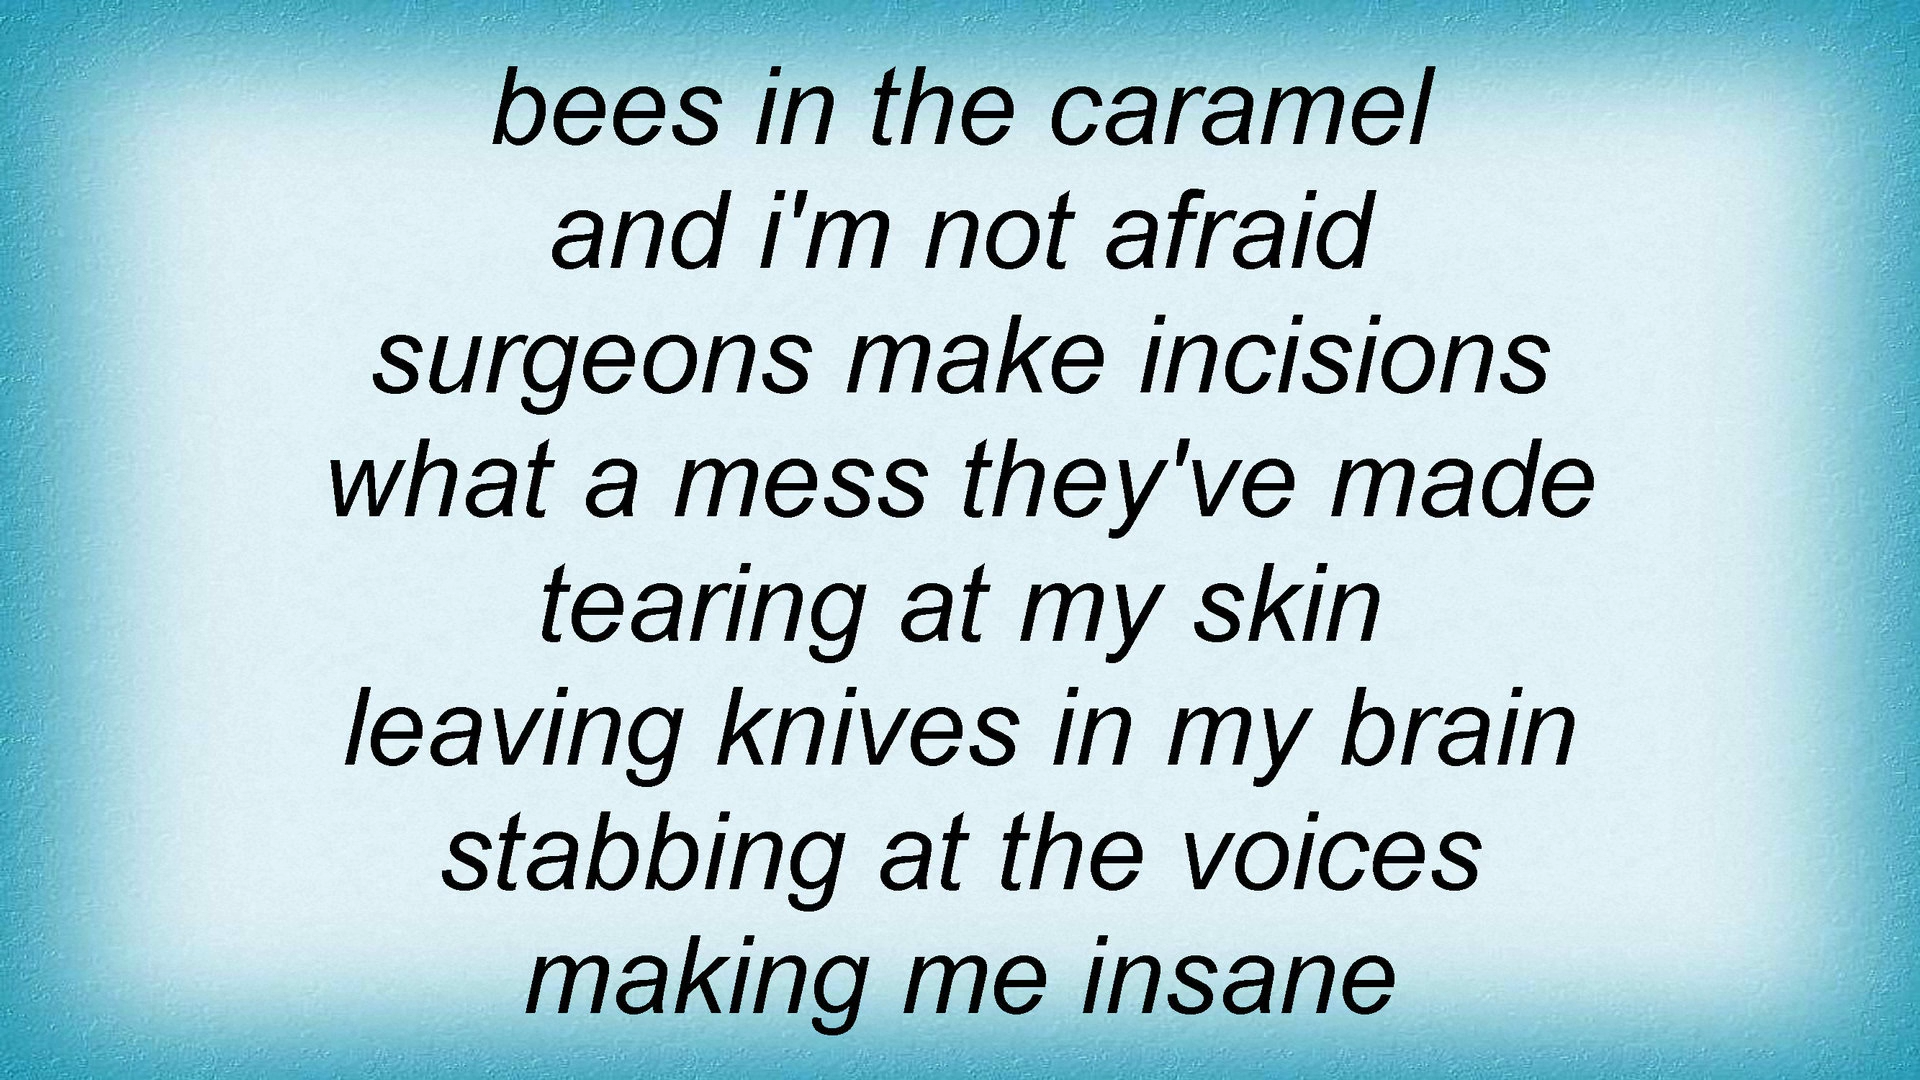 bees in the caramel
and i'm not afraid
surgeons make incisions
what a mess they've made
tearing at my skin
leaving knives in my brain
stabbing at the voices
making me insane